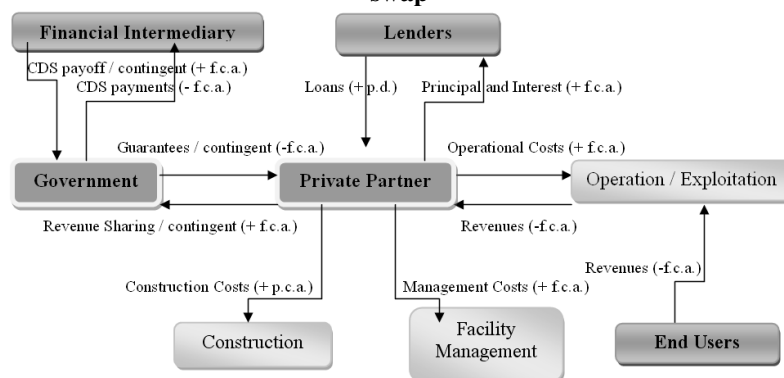 swap
Financial Intermediary
Lenders
CDS payoff / contingent (+ f.c.a.)
CDS payments (- f.c.a.)
Loans (+ p.d.)
Principal and Interest (+ f.c.a.)
Guarantees / contingent (-f.c.a.)
Operational Costs (+ f.c.a.)
Government
Private Partner
Operation / Exploitation
Revenue Sharing / contingent (+ f.c.a.)
Revenues (-f.c.a.)
Revenues (-f.c.a.)
Construction Costs (+ p.c.a.)
Management Costs (+ f.c.a.)
Construction
Facility
Management
End Users